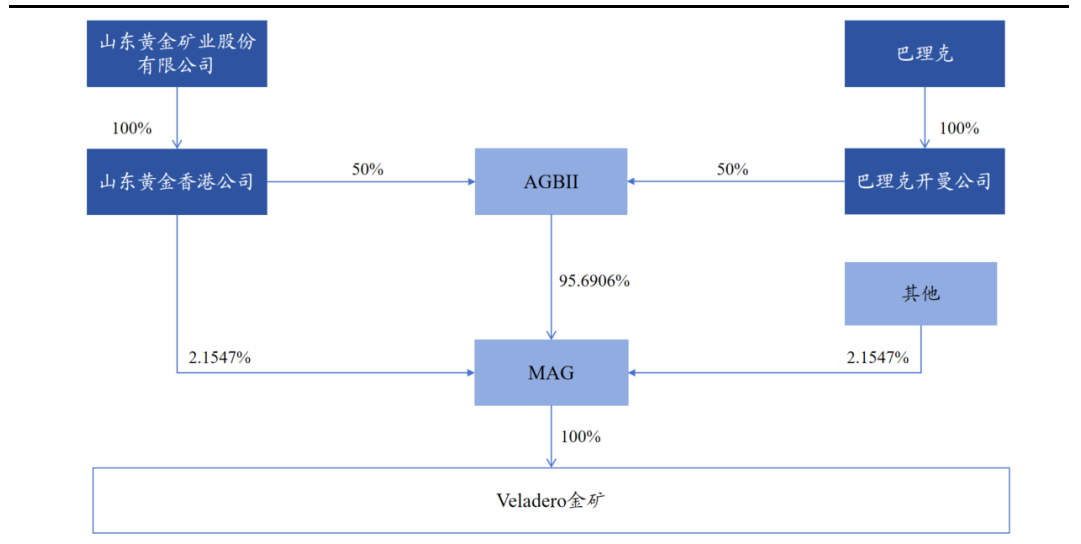 山东黄金矿业股份
有限公司
巴理克
100%
100%
山东黄金香港公司
50%
AGBII
50%
巴理克开曼公司
95.6906%
其他
2.1547%
2.1547%
MAG
100%
Veladero金矿